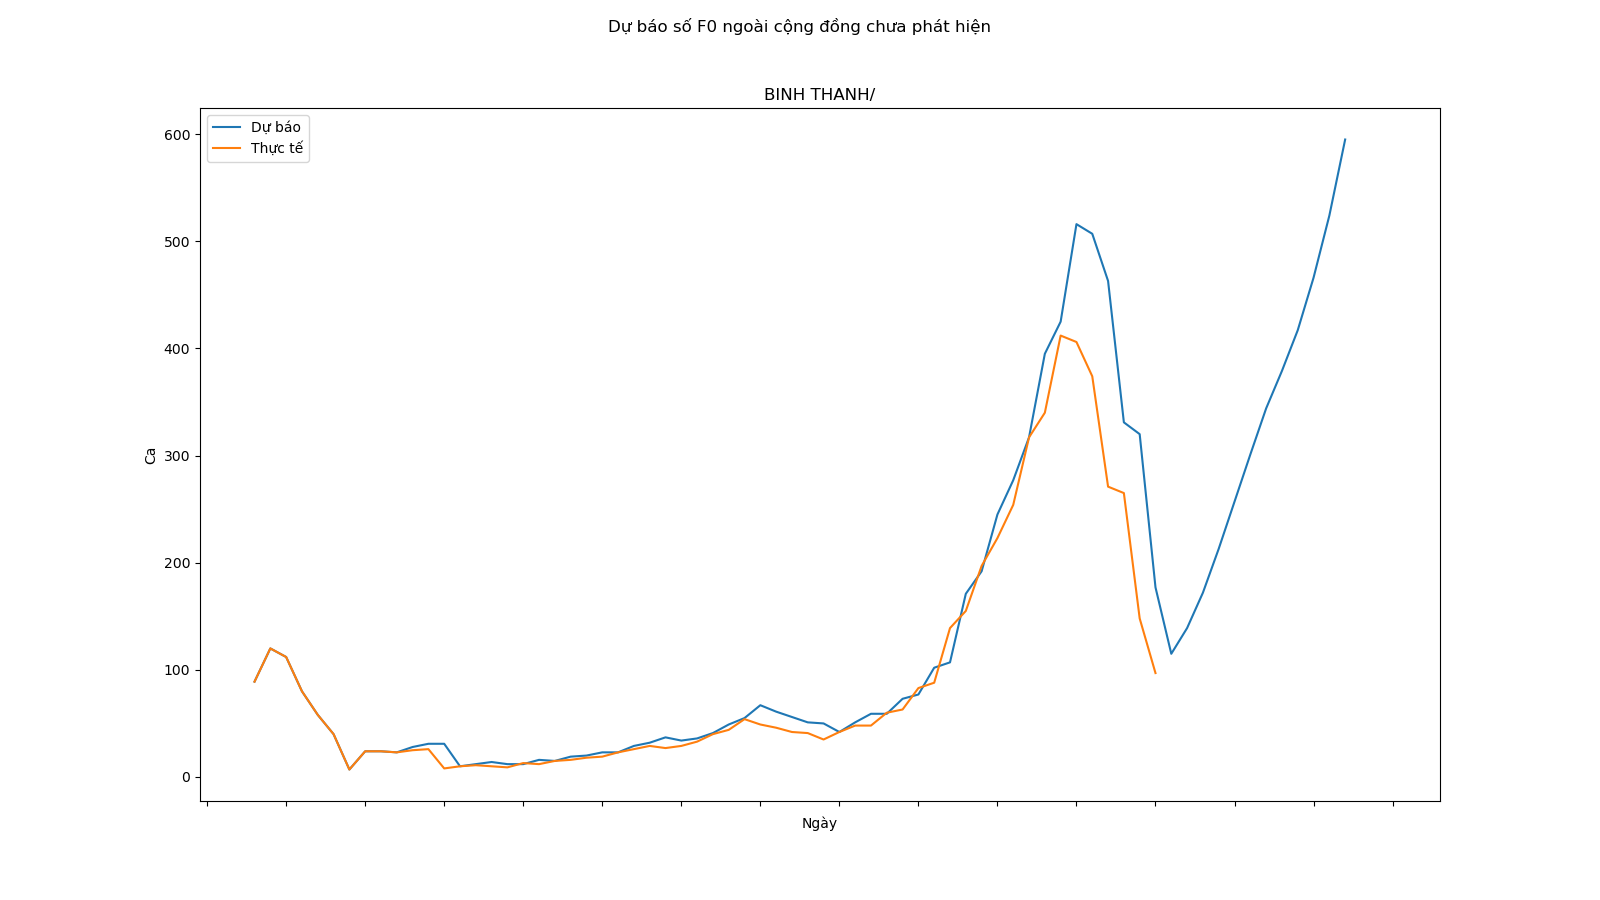 Dự báo số F0 ngoài cộng đồng chưa phát hiện
BINH THANH/
Dự báo
Thực tế
600
500
400
300
200
100
0
Ca
Ngày